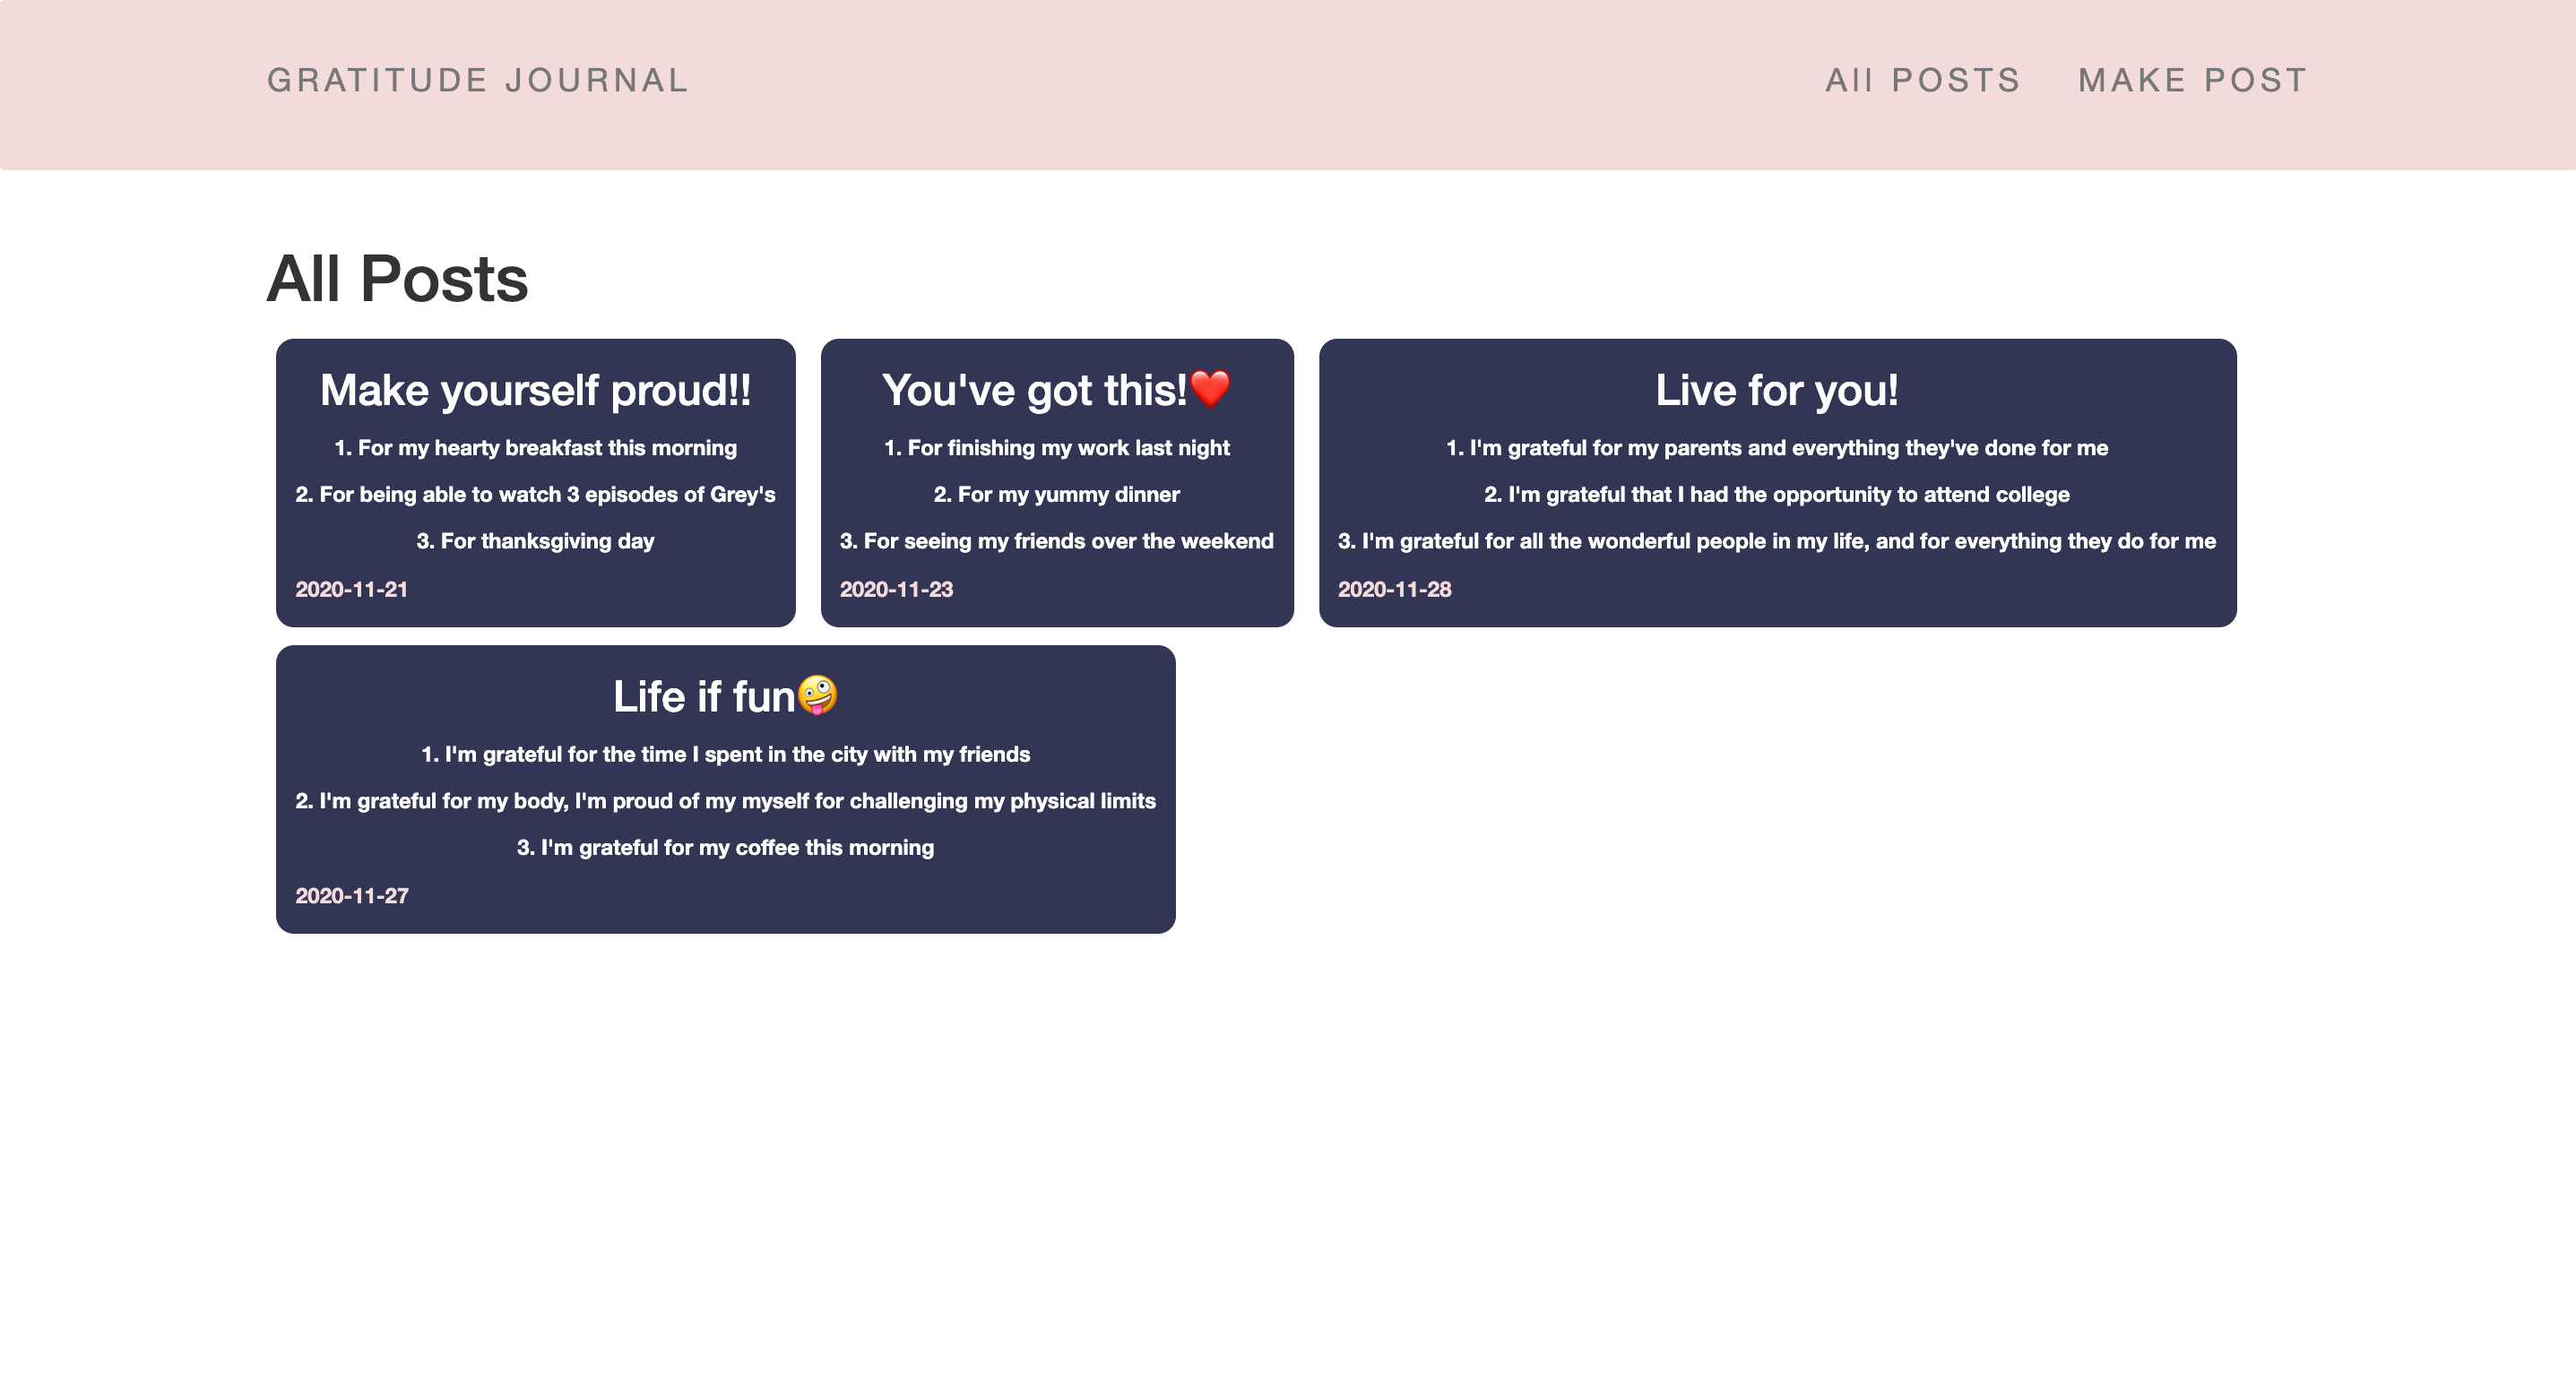 GRATITUDE JOURNAL
All POSTS
MAKE POST
All Posts
Make yourself proud!!
1. For my hearty breakfast this morning
2. For being able to watch 3 episodes of Grey's
3. For thanksgiving day
2020-11-21
You've got this!❤️
1. For finishing my work last night
2. For my yummy dinner
3. For seeing my friends over the weekend
2020-11-23
Live for you!
1. I'm grateful for my parents and everything they've done for me
2. I'm grateful that I had the opportunity to attend college
3. I'm grateful for all the wonderful people in my life, and for everything they do for me
2020-11-28
Life if fun🤪
1. I'm grateful for the time I spent in the city with my friends
2. I'm grateful for my body, I'm proud of my myself for challenging my physical limits
3. I'm grateful for my coffee this morning
2020-11-27